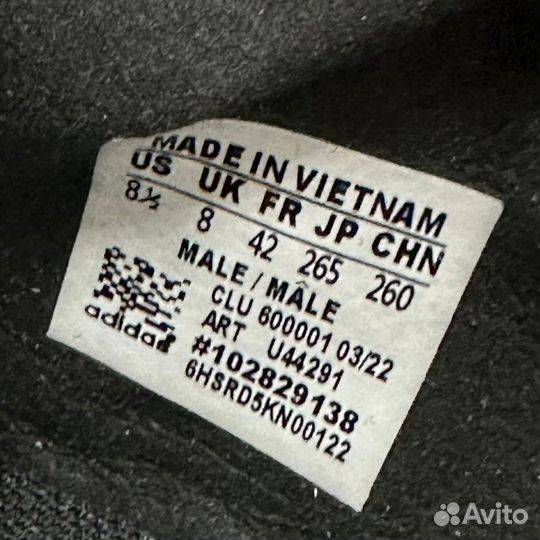 MADE IN VIETNAM
US UK FR JP CHN
8½ 8 42 265 260
MALE / MÂLE
CLU 600001 03/22
ART U44291
#102829138
6HSRD5KN00122
adidas
Avito